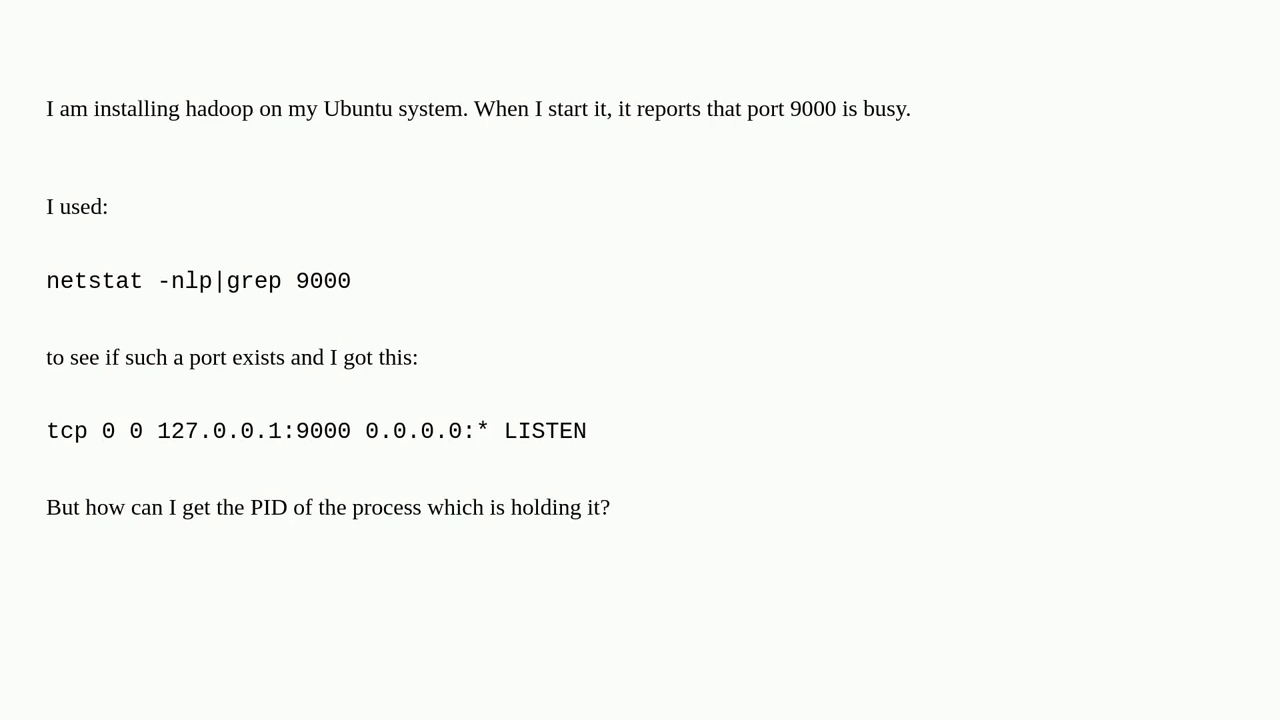 I am installing hadoop on my Ubuntu system. When I start it, it reports that port 9000 is busy.
I used:
netstat -nlp|grep 9000
to see if such a port exists and I got this:
tcp 0 0 127.0.0.1:9000 0.0.0.0:* LISTEN
But how can I get the PID of the process which is holding it?